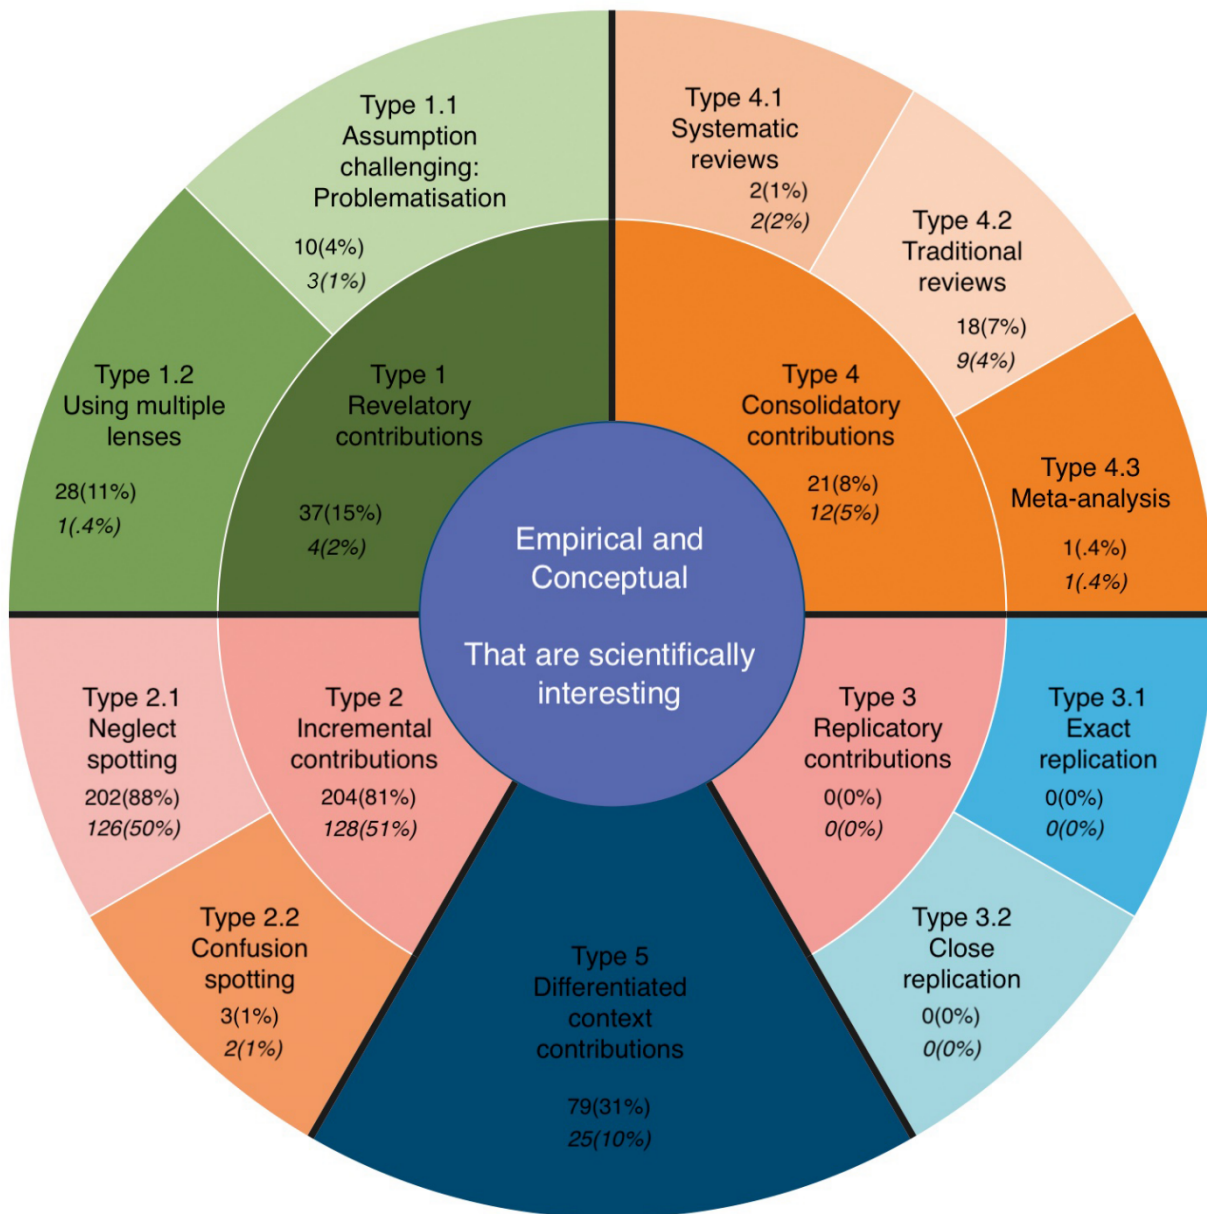 Type 1.1
Assumption
challenging:
Problematisation
10(4%)
3(1%)
Type 4.1
Systematic
reviews
2(1%)
2(2%)
Type 4.2
Traditional
reviews
18(7%)
9(4%)
Type 1.2
Using multiple
lenses
28(11%)
1(.4%)
Type 1
Revelatory
contributions
37(15%)
4(2%)
Type 4
Consolidatory
contributions
21(8%)
12(5%)
Type 4.3
Meta-analysis
1(.4%)
1(.4%)
Empirical and
Conceptual
That are scientifically
interesting
Type 2.1
Neglect
spotting
202(88%)
126(50%)
Type 2
Incremental
contributions
204(81%)
128(51%)
Type 3
Replicatory
contributions
0(0%)
0(0%)
Type 3.1
Exact
replication
0(0%)
0(0%)
Type 2.2
Confusion
spotting
3(1%)
2(1%)
Type 5
Differentiated
context
contributions
79(31%)
25(10%)
Type 3.2
Close
replication
0(0%)
0(0%)